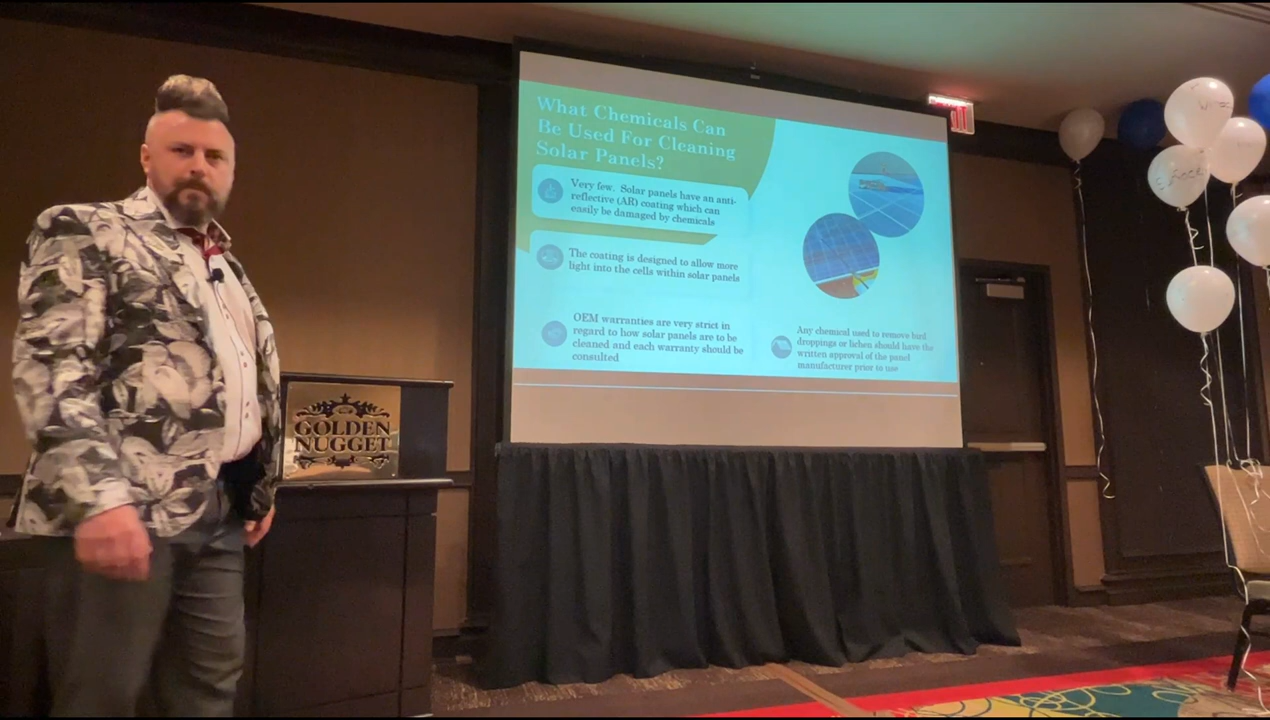 What Chemicals Can
Be Used For Cleaning
Solar Panels?
Very few. Solar panels have an anti-
reflective (AR) coating which can
easily be damaged by chemicals
The coating is designed to allow more
light into the cells within solar panels
OEM warranties are very strict in
regard to how solar panels are to be
cleaned and each warranty should be
consulted
Any chemical used to remove bird
droppings or lichen should have the
written approval of the panel
manufacturer prior to use
GOLDEN
NUGGET